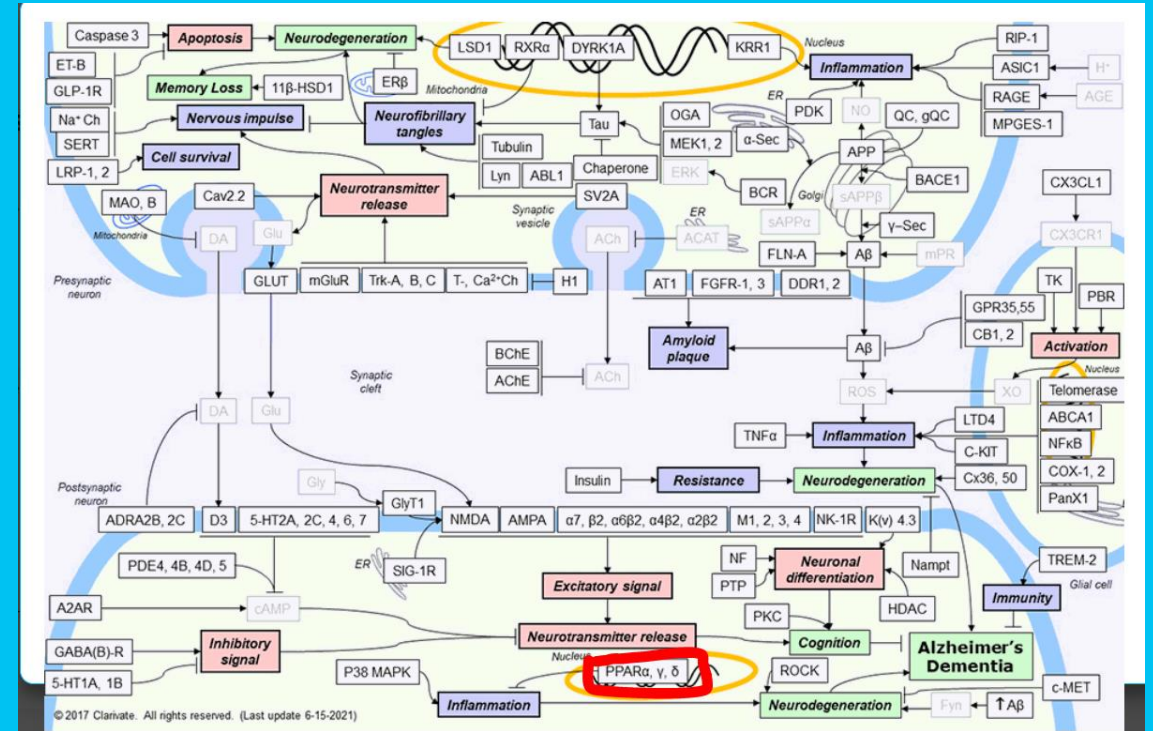 Caspase 3
Apoptosis
Neurodegeneration
LSD1
RXRα
DYRK1A
KRR1
Nucleus
RIP-1
ET-B
GLP-1R
Memory Loss
11β-HSD1
ERβ
Mitochondria
Inflammation
ASIC1
H⁺
Na⁺ Ch
SERT
Nervous impulse
Neurofibrillary
tangles
Tau
OGA
MEK1, 2
ER
α-Sec
PDK
NO
QC, gQC
RAGE
AGE
MPGES-1
LRP-1, 2
Cell survival
Tubulin
Lyn
ABL1
Chaperone
ERK
BCR
APP
BACE1
Golgi
sAPPβ
sAPPα
CX3CL1
MAO, B
Mitochondria
Cav2.2
Neurotransmitter
release
SV2A
Synaptic
vesicle
ER
ACAT
γ–Sec
CX3CR1
DA
Glu
ACh
FLN-A
Aβ
mPR
Presynaptic
neuron
GLUT
mGluR
Trk-A, B, C
T-, Ca²⁺Ch
H1
AT1
FGFR-1, 3
DDR1, 2
TK
PBR
GPR35,55
CB1, 2
Amyloid
plaque
Aβ
Activation
BChE
AChE
ACh
Synaptic
cleft
Nucleus
ROS
XO
Telomerase
DA
Glu
ABCA1
TNFα
Inflammation
LTD4
C-KIT
NFκB
Insulin
Resistance
Neurodegeneration
Cx36, 50
COX-1, 2
PanX1
Postsynaptic
neuron
Gly
GlyT1
ADRA2B, 2C
D3
5-HT2A, 2C, 4, 6, 7
NMDA
AMPA
α7, β2, α6β2, α4β2, α2β2
M1, 2, 3, 4
NK-1R
K(v) 4.3
PDE4, 4B, 4D, 5
ER
SIG-1R
NF
PTP
Neuronal
differentiation
Nampt
TREM-2
Glial cell
Excitatory signal
PKC
HDAC
Immunity
A2AR
cAMP
GABA(B)-R
Inhibitory
signal
Neurotransmitter release
Cognition
Alzheimer's
Dementia
5-HT1A, 1B
P38 MAPK
Nucleus
PPARα, γ, δ
ROCK
c-MET
Inflammation
Neurodegeneration
Fyn
↑Aβ
© 2017 Clarivate. All rights reserved. (Last update 6-15-2021)